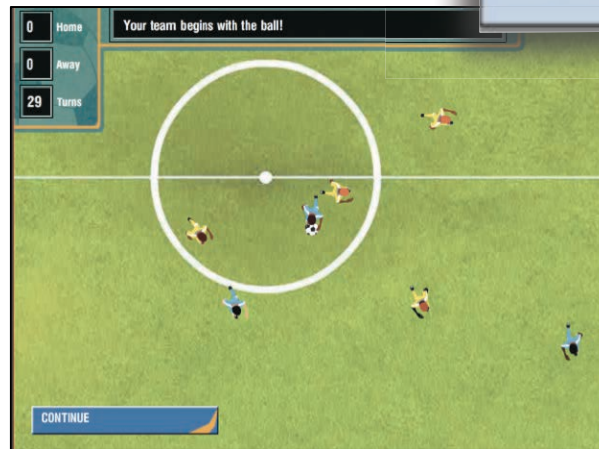 0 Home
Your team begins with the ball!
0 Away
29 Turns
CONTINUE